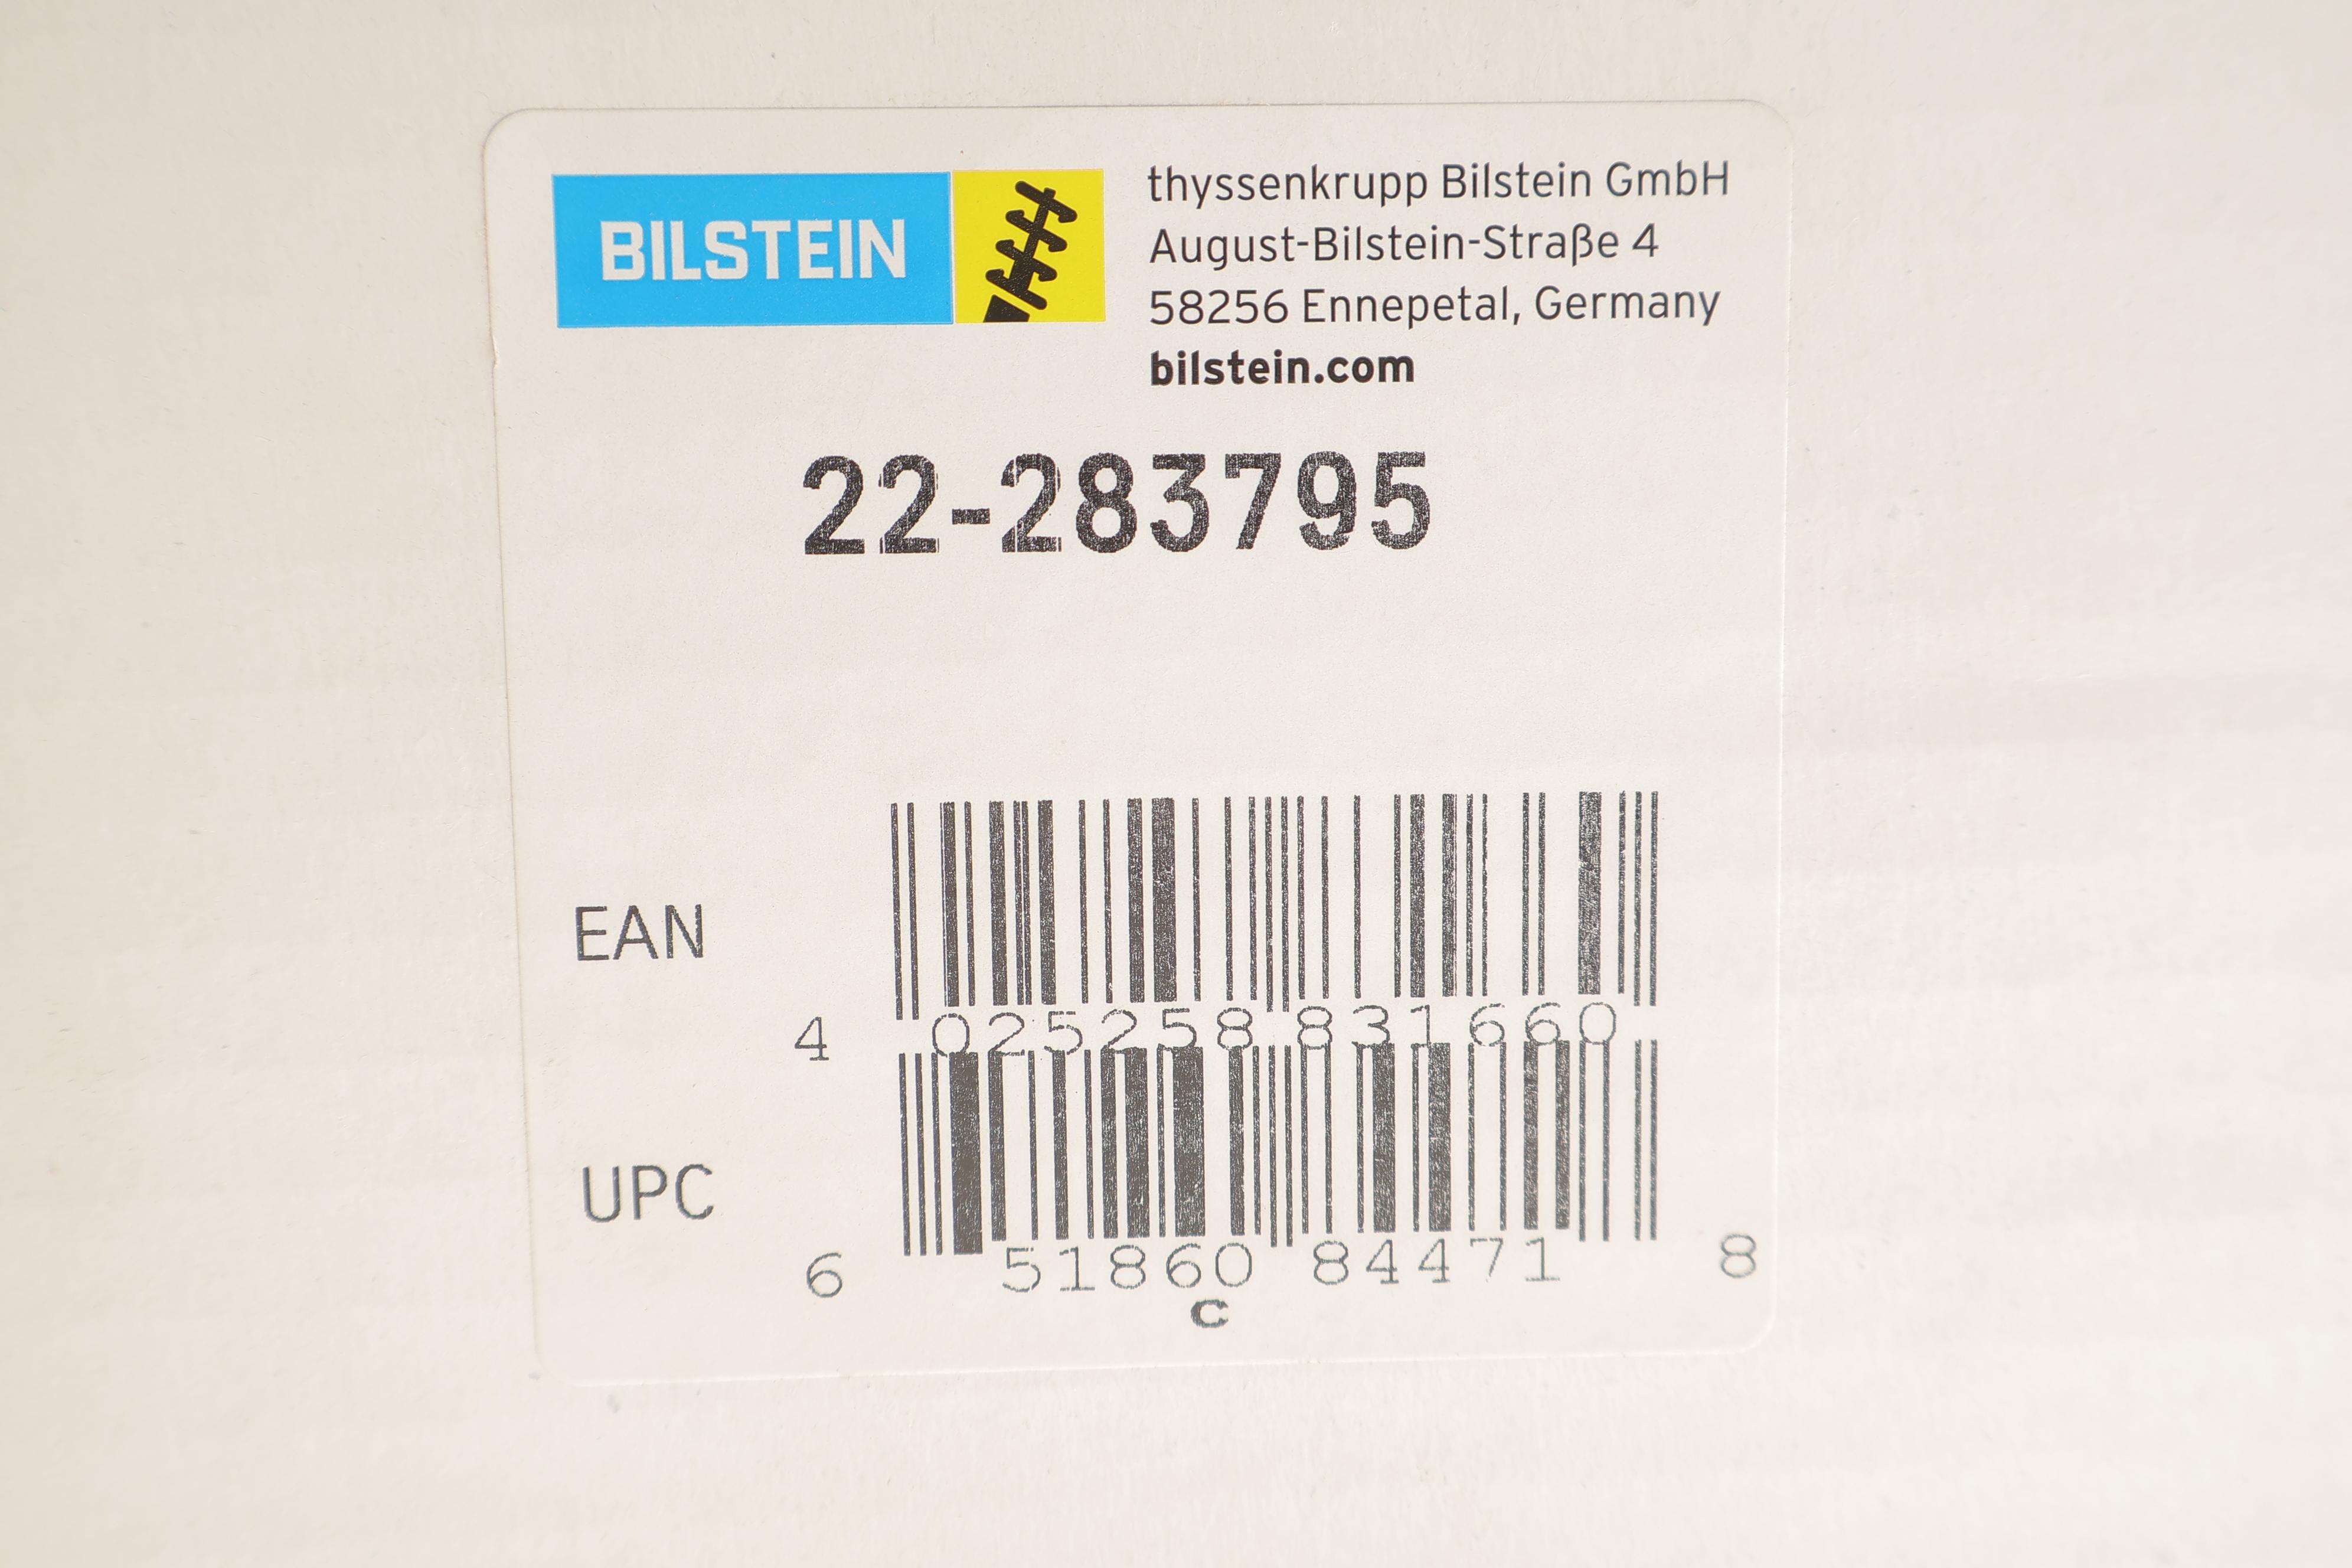 BILSTEIN
thyssenkrupp Bilstein GmbH
August-Bilstein-Straße 4
58256 Ennepetal, Germany
bilstein.com
22-283795
EAN
4 025258 831660
UPC
6 51860 84471 8
C